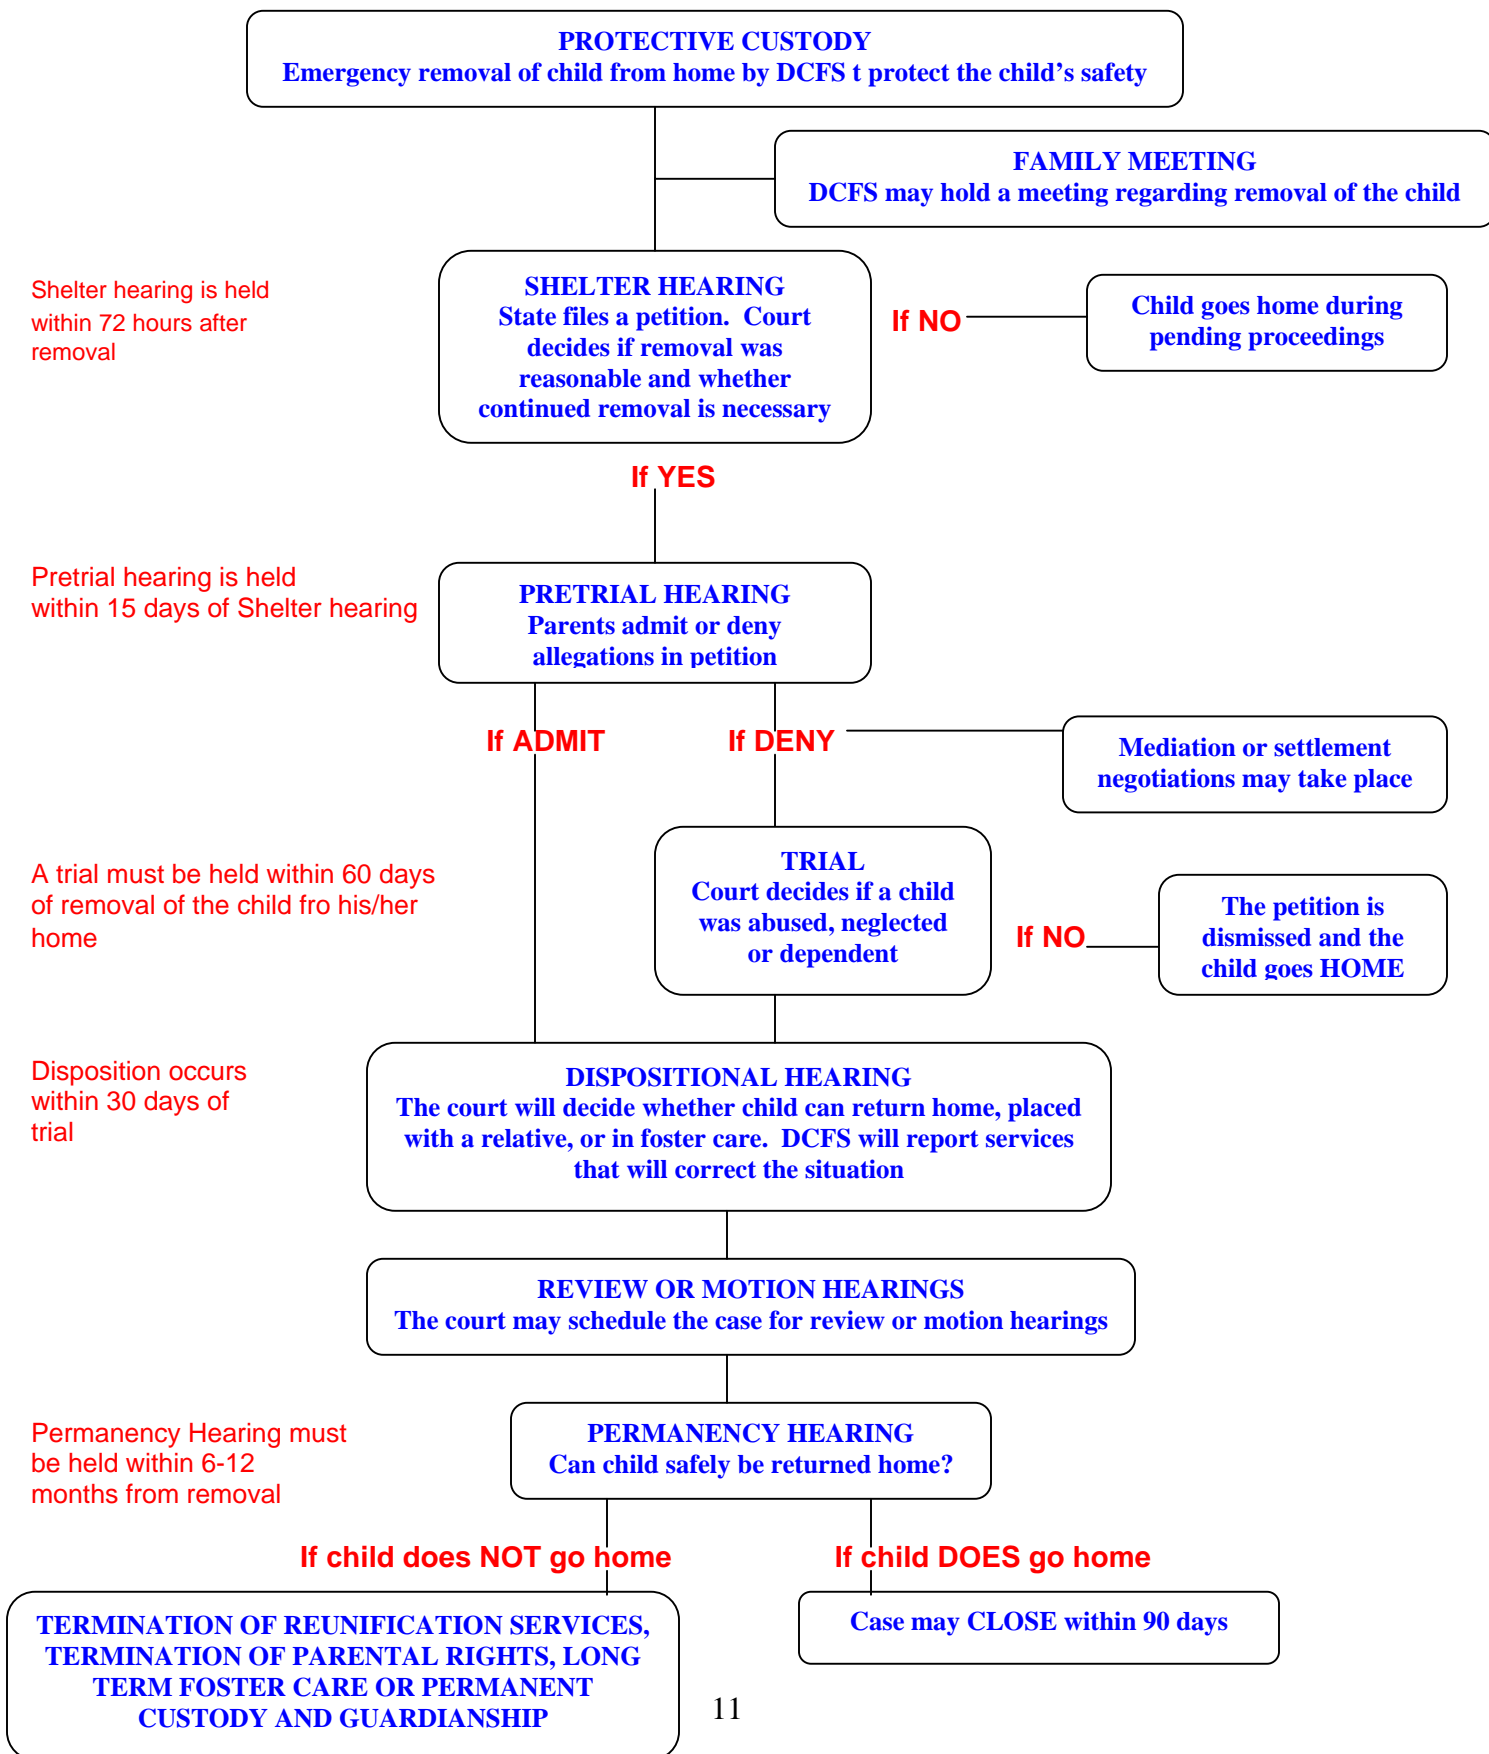 PROTECTIVE CUSTODY
Emergency removal of child from home by DCFS t protect the child's safety
FAMILY MEETING
DCFS may hold a meeting regarding removal of the child
Shelter hearing is held
within 72 hours after
removal
SHELTER HEARING
State files a petition. Court
decides if removal was
reasonable and whether
continued removal is necessary
If NO
Child goes home during
pending proceedings
If YES
Pretrial hearing is held
within 15 days of Shelter hearing
PRETRIAL HEARING
Parents admit or deny
allegations in petition
If ADMIT
If DENY
Mediation or settlement
negotiations may take place
A trial must be held within 60 days
of removal of the child fro his/her
home
TRIAL
Court decides if a child
was abused, neglected
or dependent
If NO
The petition is
dismissed and the
child goes HOME
Disposition occurs
within 30 days of
trial
DISPOSITIONAL HEARING
The court will decide whether child can return home, placed
with a relative, or in foster care. DCFS will report services
that will correct the situation
REVIEW OR MOTION HEARINGS
The court may schedule the case for review or motion hearings
Permanency Hearing must
be held within 6-12
months from removal
PERMANENCY HEARING
Can child safely be returned home?
If child does NOT go home
If child DOES go home
TERMINATION OF REUNIFICATION SERVICES,
TERMINATION OF PARENTAL RIGHTS, LONG
TERM FOSTER CARE OR PERMANENT
CUSTODY AND GUARDIANSHIP
Case may CLOSE within 90 days
11